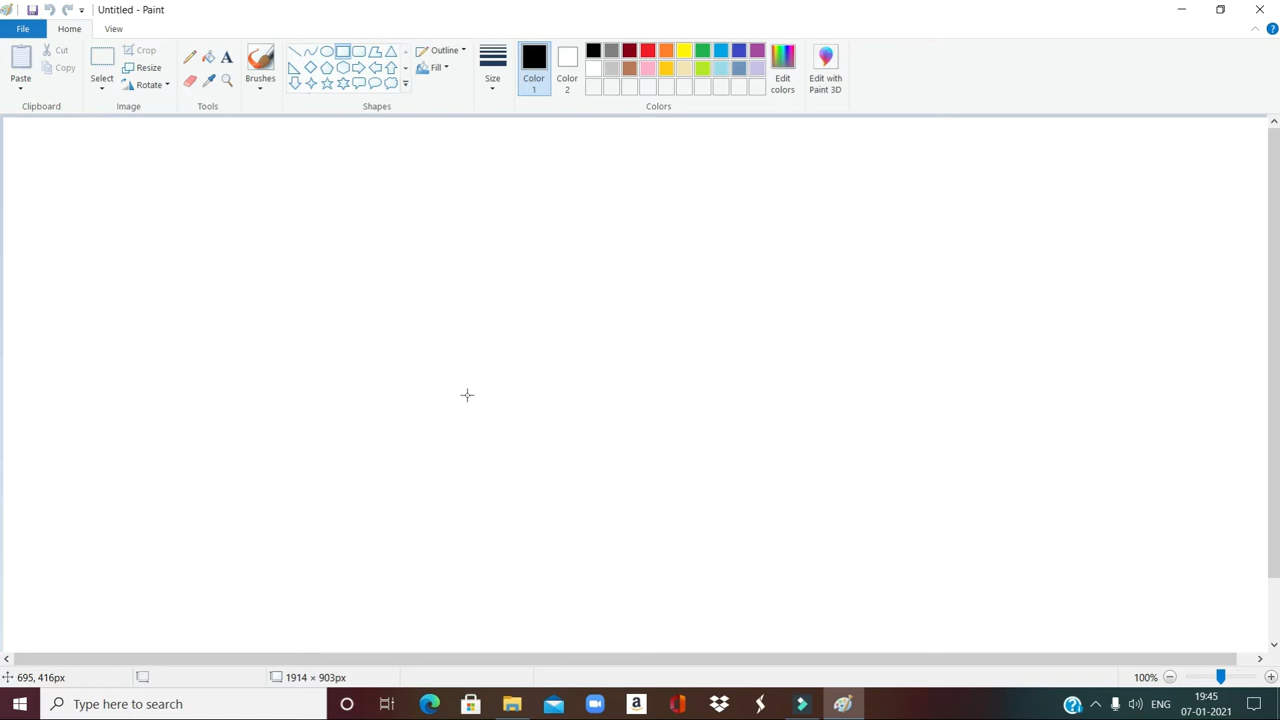 Untitled - Paint
File Home View
Paste
Cut
Copy
Clipboard
Select
Crop
Resize
Rotate
Image
A
Tools
Brushes
Outline
Fill
Shapes
Size
Color
1
Color
2
Edit
colors
Colors
Edit with
Paint 3D
695, 416px
1914 × 903px
100%
Type here to search
a
ENG
19:45
07-01-2021